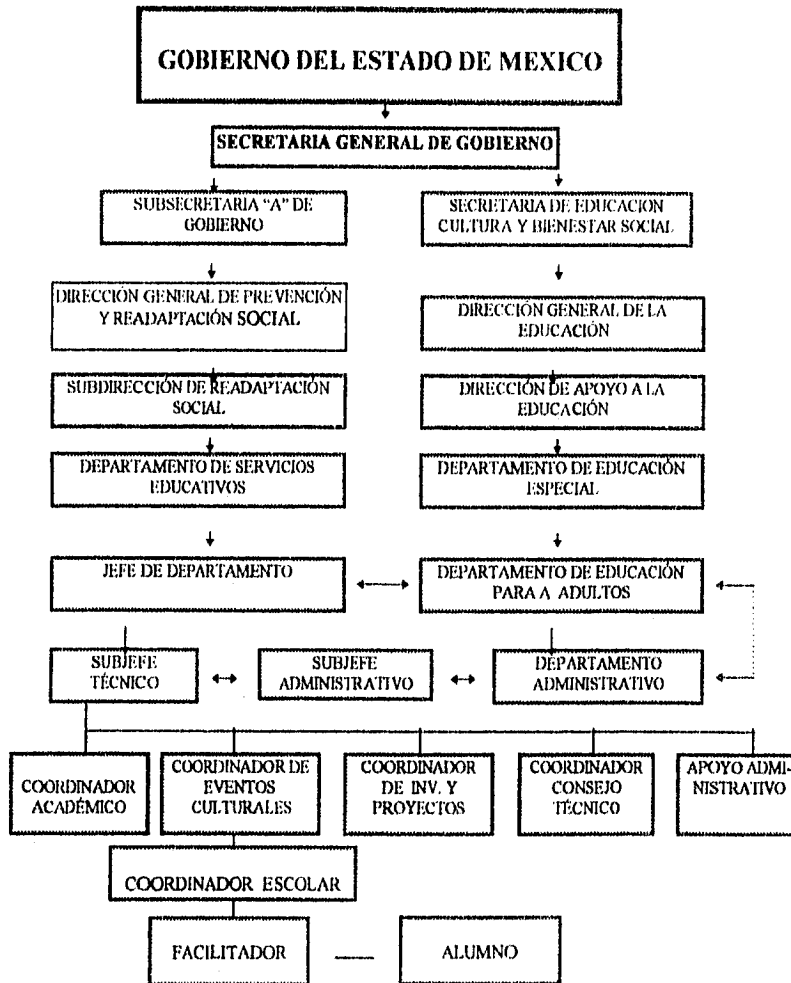 GOBIERNO DEL ESTADO DE MEXICO
SECRETARIA GENERAL DE GOBIERNO
SUBSECRETARIA "A" DE
GOBIERNO
SECRETARIA DE EDUCACION
CULTURA Y BIENESTAR SOCIAL
DIRECCIÓN GENERAL DE PREVENCIÓN
Y READAPTACIÓN SOCIAL
DIRECCIÓN GENERAL DE LA
EDUCACIÓN
SUBDIRECCIÓN DE READAPTACIÓN
SOCIAL
DIRECCIÓN DE APOYO A LA
EDUCACIÓN
DEPARTAMENTO DE SERVICIOS
EDUCATIVOS
DEPARTAMENTO DE EDUCACIÓN
ESPECIAL
JEFE DE DEPARTAMENTO
DEPARTAMENTO DE EDUCACIÓN
PARA A ADULTOS
SUBJEFE
TÉCNICO
SUBJEFE
ADMINISTRATIVO
DEPARTAMENTO
ADMINISTRATIVO
COORDINADOR
ACADÉMICO
COORDINADOR DE
EVENTOS
CULTURALES
COORDINADOR
DE INV. Y
PROYECTOS
COORDINADOR
CONSEJO
TÉCNICO
APOYO ADMI-
NISTRATIVO
COORDINADOR ESCOLAR
FACILITADOR
ALUMNO